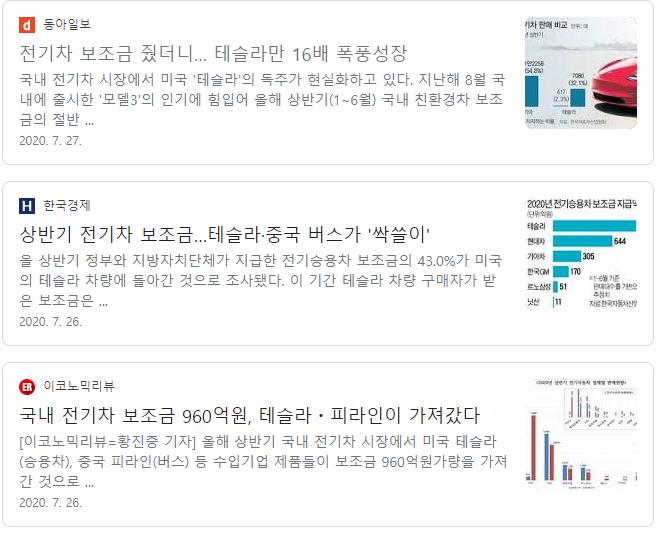 동아일보
전기차 보조금 줬더니... 테슬라만 16배 폭풍성장
국내 전기차 시장에서 미국 '테슬라'의 독주가 현실화하고 있다. 지난해 8월 국
내에 출시한 '모델3'의 인기에 힘입어 올해 상반기(1~6월) 국내 친환경차 보조
금의 절반 ...
2020. 7. 27.
차 판매 비교
7080
(54.8%)
(32.1%)
417
(2.3%)
테슬라
한국경제
상반기 전기차 보조금...테슬라·중국 버스가 '싹쓸이'
올 상반기 정부와 지방자치단체가 지급한 전기승용차 보조금의 43.0%가 미국
의 테슬라 차량에 돌아간 것으로 조사됐다. 이 기간 테슬라 차량 구매자가 받
은 보조금은 ...
2020. 7. 26.
2020년 전기승용차 보조금 지급
(단위:억원)
테슬라
현대차 644
기아차 305
한국GM 170
르노삼성 51
닛산 11
※1~6월 기준
판매대수를 기반으
추정치
자료:한국자동차산
ER
이코노믹리뷰
국내 전기차 보조금 960억원, 테슬라・피라인이 가져갔다
[이코노믹리뷰=황진중 기자] 올해 상반기 국내 전기차 시장에서 미국 테슬라
(승용차), 중국 피라인(버스) 등 수입기업 제품들이 보조금 960억원가량을 가져
간 것으로 ...
2020. 7. 26.